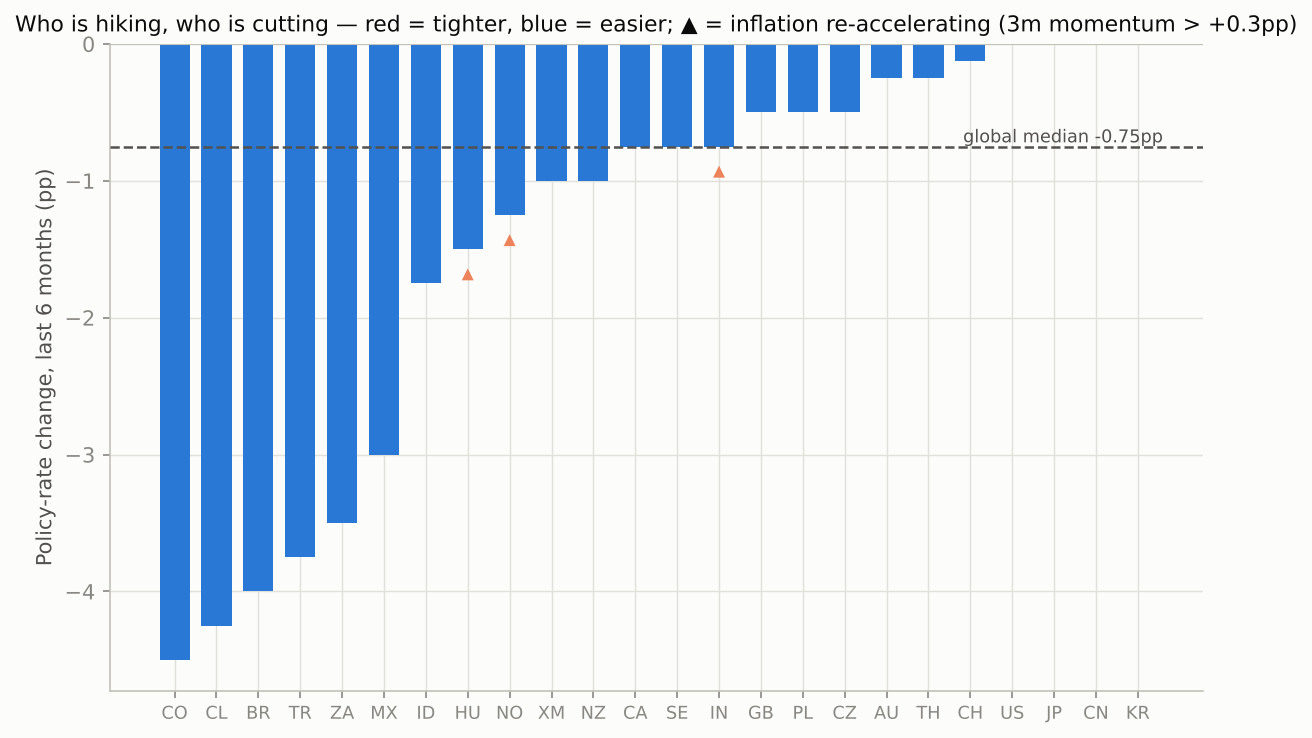 Who is hiking, who is cutting — red = tighter, blue = easier; ▲ = inflation re-accelerating (3m momentum > +0.3pp)
Policy-rate change, last 6 months (pp)
0
−1
−2
−3
−4
global median -0.75pp
CO CL BR TR ZA MX ID HU NO XM NZ CA SE IN GB PL CZ AU TH CH US JP CN KR